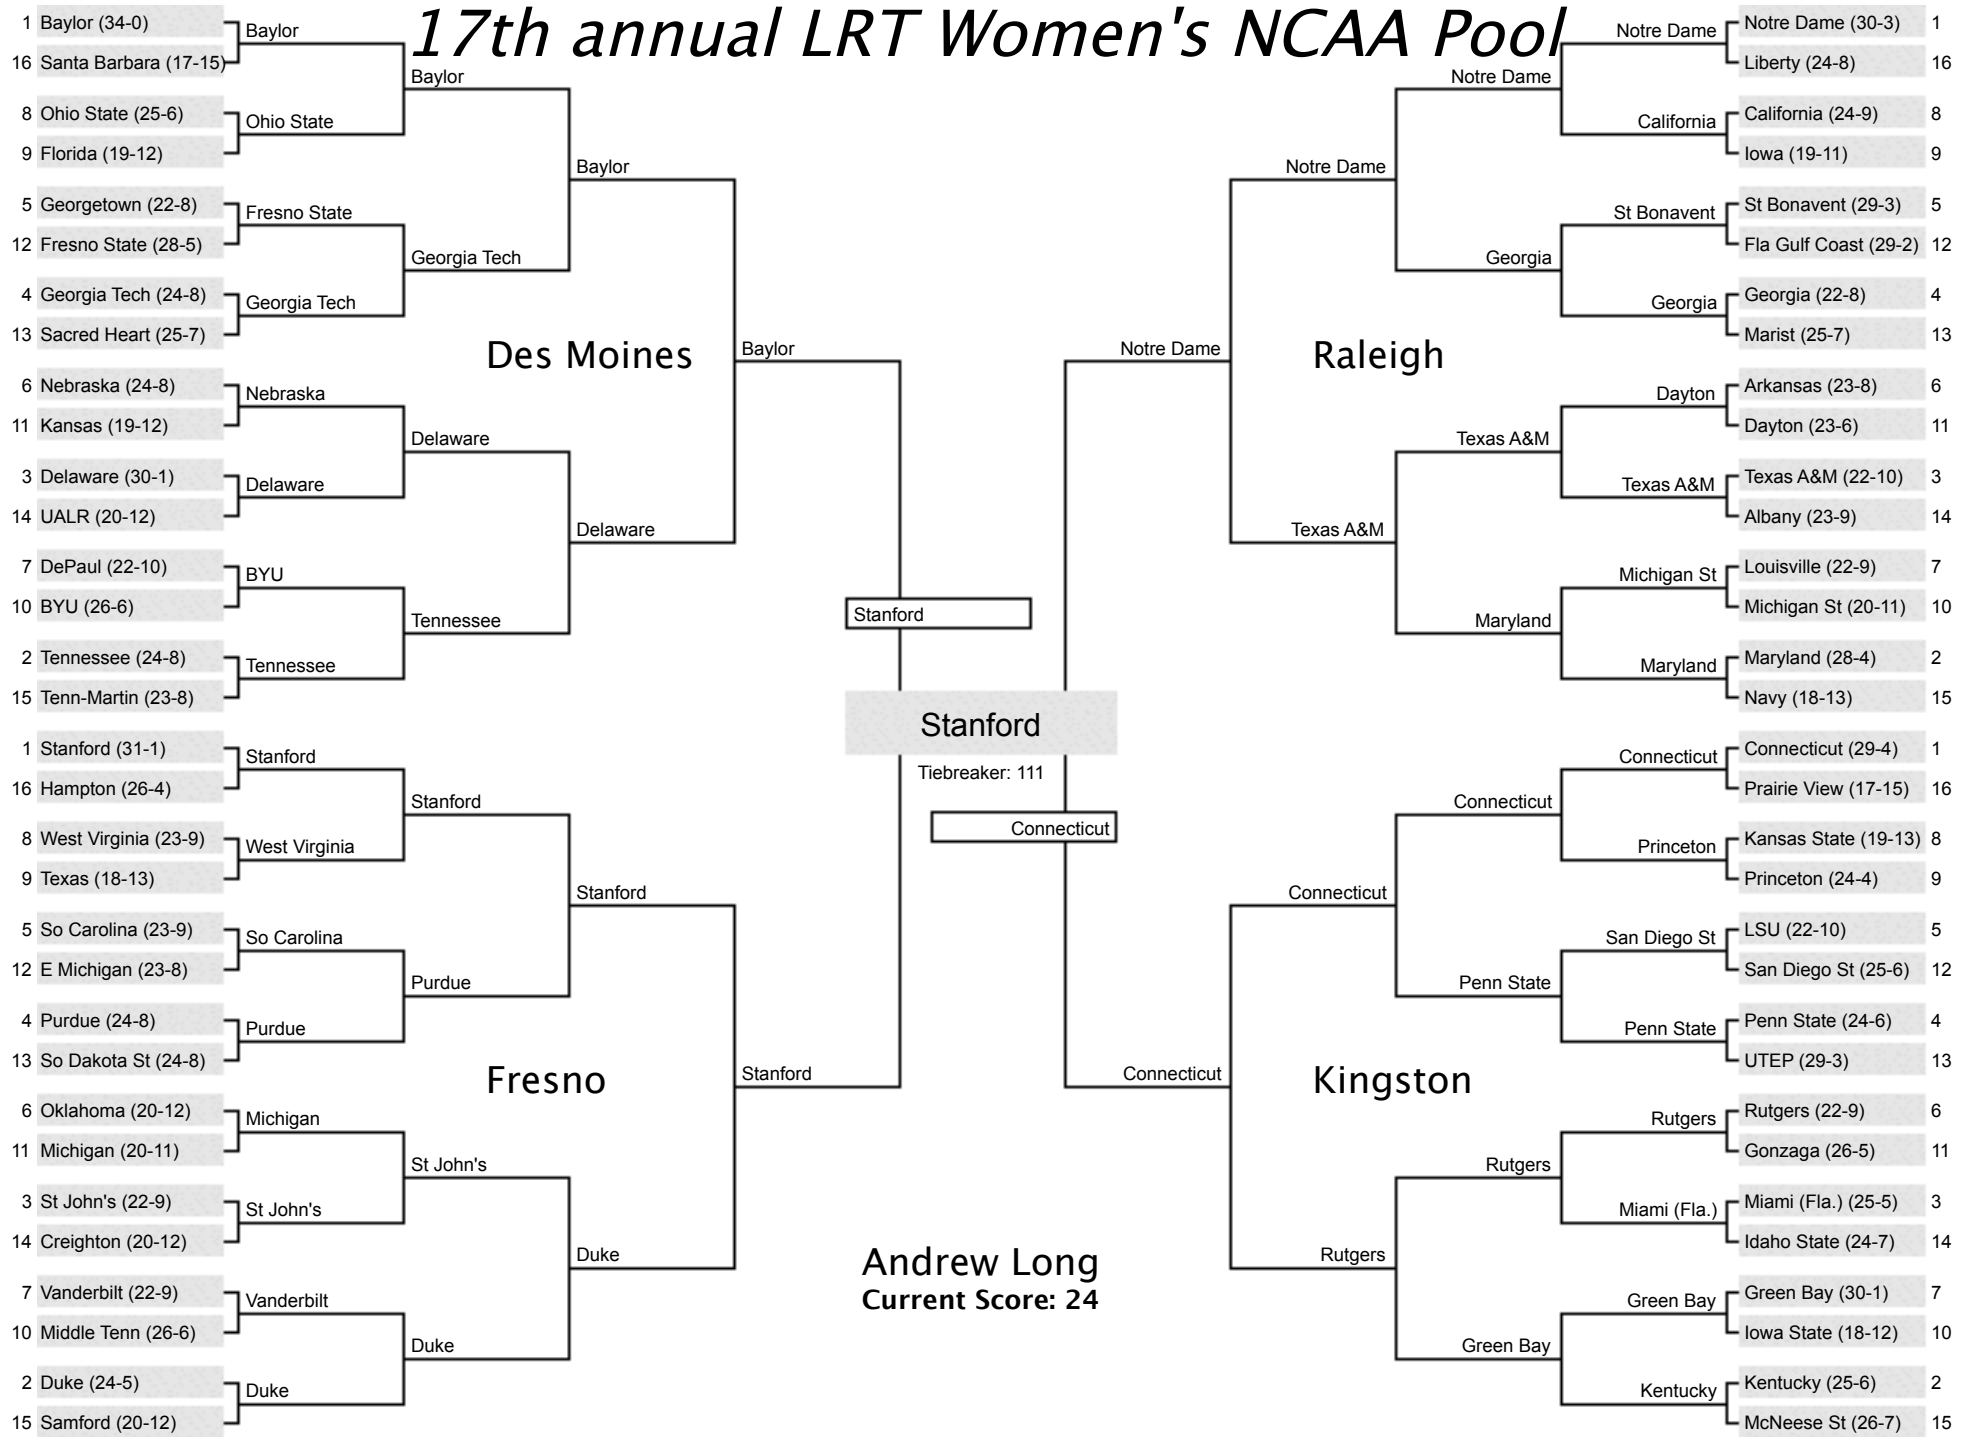 17th annual LRT Women's NCAA Pool
1 Baylor (34-0)
16 Santa Barbara (17-15)
8 Ohio State (25-6)
9 Florida (19-12)
5 Georgetown (22-8)
12 Fresno State (28-5)
4 Georgia Tech (24-8)
13 Sacred Heart (25-7)
6 Nebraska (24-8)
11 Kansas (19-12)
3 Delaware (30-1)
14 UALR (20-12)
7 DePaul (22-10)
10 BYU (26-6)
2 Tennessee (24-8)
15 Tenn-Martin (23-8)
1 Stanford (31-1)
16 Hampton (26-4)
8 West Virginia (23-9)
9 Texas (18-13)
5 So Carolina (23-9)
12 E Michigan (23-8)
4 Purdue (24-8)
13 So Dakota St (24-8)
6 Oklahoma (20-12)
11 Michigan (20-11)
3 St John's (22-9)
14 Creighton (20-12)
7 Vanderbilt (22-9)
10 Middle Tenn (26-6)
2 Duke (24-5)
15 Samford (20-12)
Baylor
Ohio State
Fresno State
Georgia Tech
Nebraska
Delaware
BYU
Tennessee
Stanford
West Virginia
So Carolina
Purdue
Michigan
St John's
Vanderbilt
Duke
Baylor
Georgia Tech
Delaware
Tennessee
Stanford
Purdue
St John's
Duke
Baylor
Delaware
Stanford
Duke
Des Moines
Fresno
Baylor
Stanford
Stanford
Stanford
Tiebreaker: 111
Connecticut
Andrew Long
Current Score: 24
Notre Dame
Connecticut
Raleigh
Kingston
Notre Dame
Texas A&M
Connecticut
Rutgers
Notre Dame
Georgia
Texas A&M
Maryland
Connecticut
Penn State
Rutgers
Green Bay
Notre Dame
California
St Bonavent
Georgia
Dayton
Texas A&M
Michigan St
Maryland
Connecticut
Princeton
San Diego St
Penn State
Rutgers
Miami (Fla.)
Green Bay
Kentucky
Notre Dame (30-3) 1
Liberty (24-8) 16
California (24-9) 8
Iowa (19-11) 9
St Bonavent (29-3) 5
Fla Gulf Coast (29-2) 12
Georgia (22-8) 4
Marist (25-7) 13
Arkansas (23-8) 6
Dayton (23-6) 11
Texas A&M (22-10) 3
Albany (23-9) 14
Louisville (22-9) 7
Michigan St (20-11) 10
Maryland (28-4) 2
Navy (18-13) 15
Connecticut (29-4) 1
Prairie View (17-15) 16
Kansas State (19-13) 8
Princeton (24-4) 9
LSU (22-10) 5
San Diego St (25-6) 12
Penn State (24-6) 4
UTEP (29-3) 13
Rutgers (22-9) 6
Gonzaga (26-5) 11
Miami (Fla.) (25-5) 3
Idaho State (24-7) 14
Green Bay (30-1) 7
Iowa State (18-12) 10
Kentucky (25-6) 2
McNeese St (26-7) 15